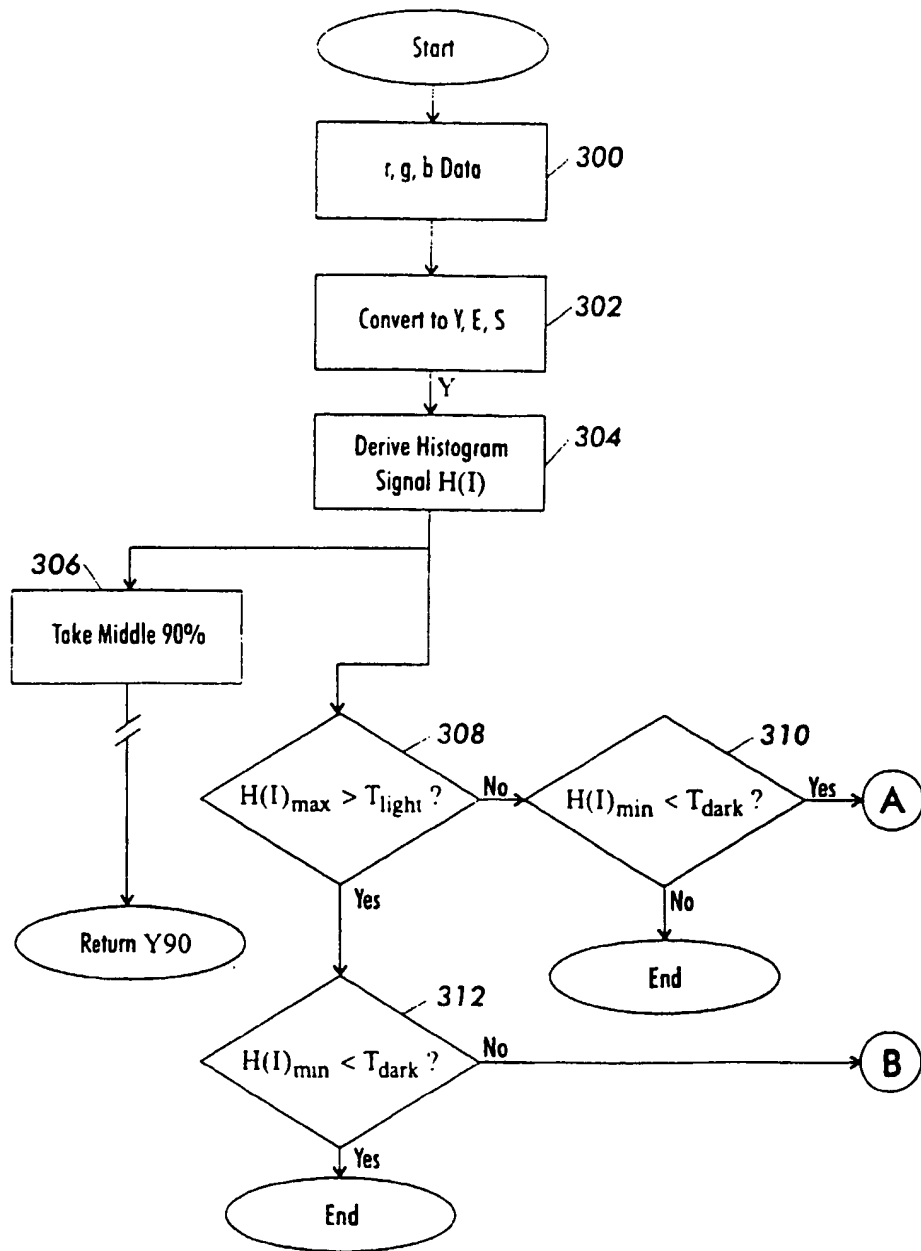 Start
r, g, b Data
300
Convert to Y, E, S
302
Y
Derive Histogram
Signal H(I)
304
306
Take Middle 90%
308
H(I)max > Tlight ?
No
310
H(I)min < Tdark ?
Yes
A
Yes
No
Return Y90
End
312
H(I)min < Tdark ?
No
B
Yes
End